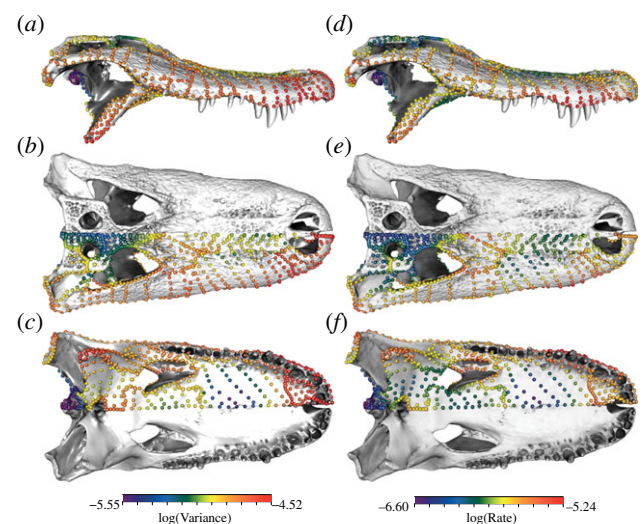 (a)
(d)
(b)
(e)
(c)
(f)
−5.55 −4.52
log(Variance)
−6.60 −5.24
log(Rate)